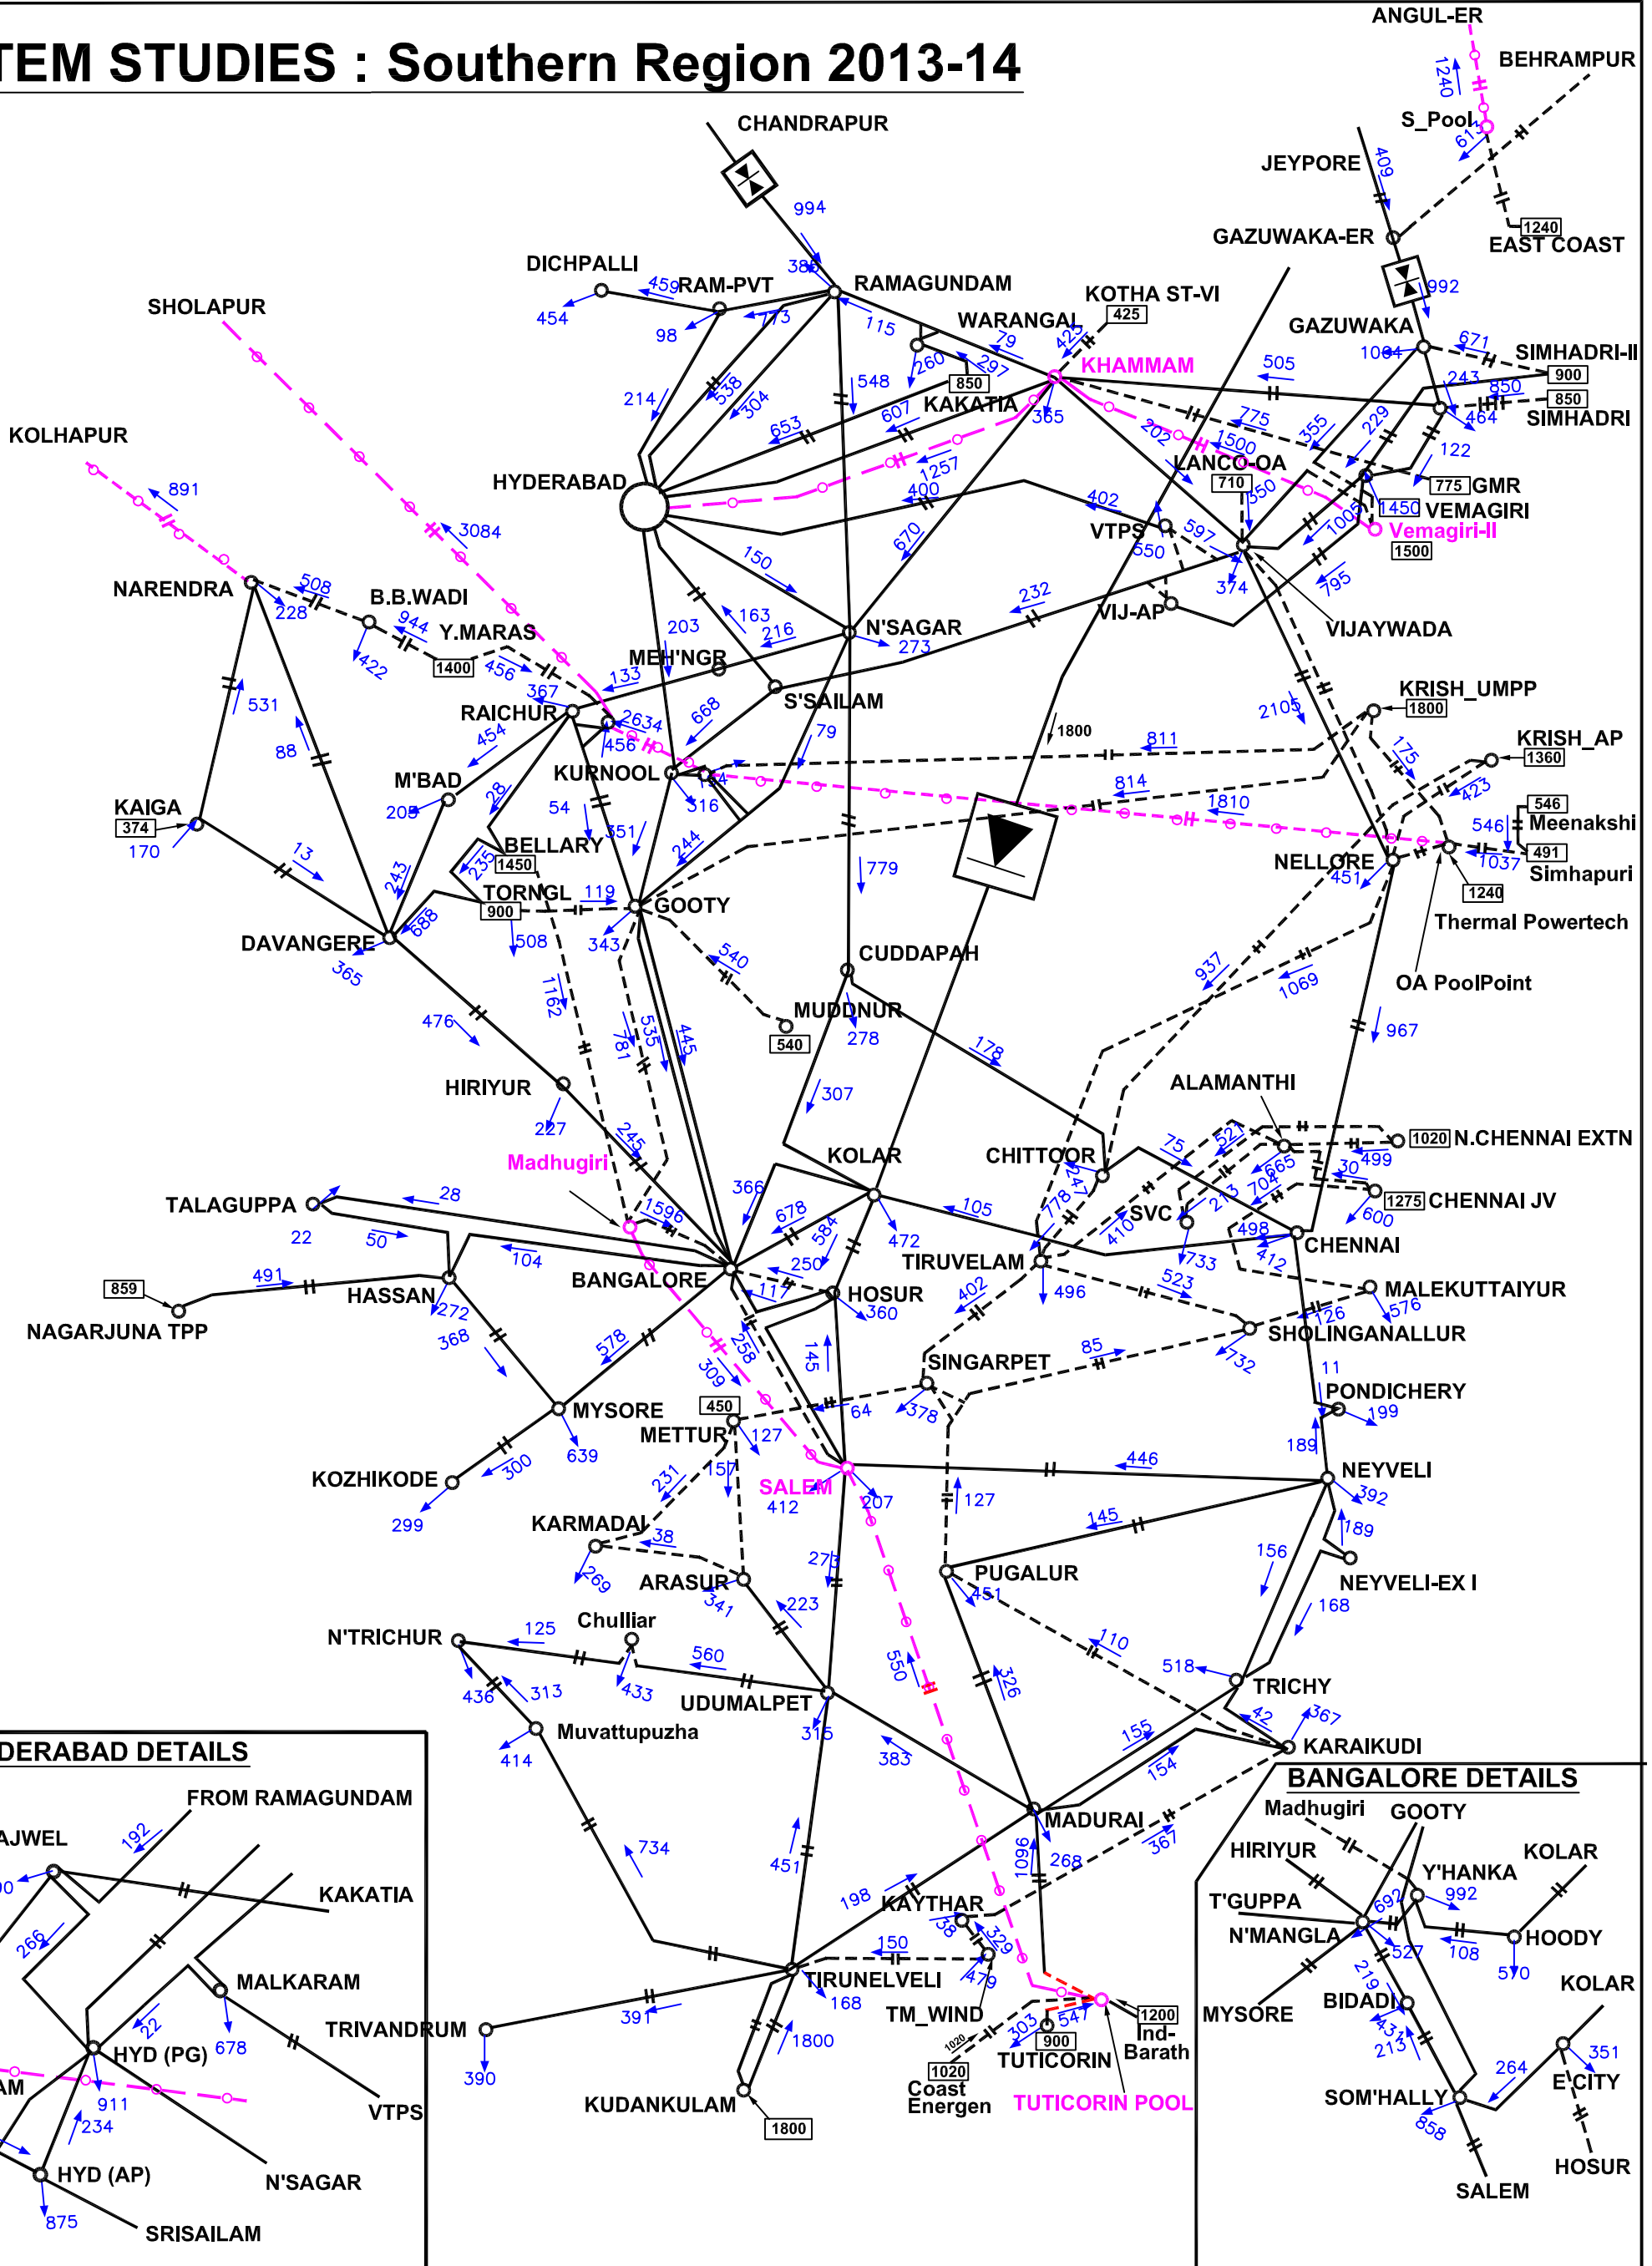 ANGUL-ER
TEM STUDIES : Southern Region 2013-14
1240
BEHRAMPUR
S_Pool
613
CHANDRAPUR
JEYPORE
409
994
GAZUWAKA-ER
1240
EAST COAST
DICHPALLI
459
RAM-PVT
RAMAGUNDAM
KOTHA ST-VI
425
992
SHOLAPUR
454
98
773
115
WARANGAL
79
425
GAZUWAKA
1004
671
SIMHADRI-II
900
214
538
304
548
260
297
850
KAKATIA
KHAMMAM
505
243
850
850
464
SIMHADRI
KOLHAPUR
653
607
365
202
775
355
229
122
1500
HYDERABAD
1257
400
LANCO-OA
710
350
775
GMR
891
3084
402
VTPS
597
1005
1450
VEMAGIRI
Vemagiri-II
1500
150
670
550
374
795
NARENDRA
508
228
B.B.WADI
944
Y.MARAS
232
VIJ-AP
VIJAYWADA
422
1400
456
203
163
216
N'SAGAR
273
MEH'NGR
133
367
RAICHUR
2634
S'SAILAM
668
KRISH_UMPP
1800
531
88
454
456
79
1800
2105
811
175
KRISH_AP
1360
M'BAD
KURNOOL
205
28
54
316
814
1810
423
KAIGA
374
170
546
546
Meenakshi
13
351
244
BELLARY
1450
235
779
NELLORE
451
1037
491
Simhapuri
243
TORNGL
900
119
GOOTY
1240
Thermal Powertech
DAVANGERE
688
508
343
540
CUDDAPAH
937
1069
365
1162
OA PoolPoint
476
781
535
445
MUDDNUR
540
278
178
967
HIRIYUR
307
ALAMANTHI
227
245
Madhugiri
366
KOLAR
CHITTOOR
75
521
665
499
1020
N.CHENNAI EXTN
TALAGUPPA
28
1596
678
584
105
247
778
410
213
704
30
1275
CHENNAI JV
SVC
600
22
50
104
472
498
CHENNAI
BANGALORE
250
HOSUR
TIRUVELAM
733
412
859
491
HASSAN
117
360
402
496
523
MALEKUTTAIYUR
NAGARJUNA TPP
272
126
576
368
578
258
145
SINGARPET
85
732
SHOLINGANALLUR
309
11
PONDICHERY
MYSORE
450
METTUR
127
64
378
199
639
189
KOZHIKODE
300
231
157
SALEM
412
207
446
NEYVELI
392
299
127
145
KARMADAI
38
273
189
269
ARASUR
341
PUGALUR
451
156
NEYVELI-EX I
Chulliar
223
168
N'TRICHUR
125
110
560
550
326
518
TRICHY
436
313
433
UDUMALPET
42
367
Muvattupuzha
315
155
414
383
154
KARAIKUDI
DERABAD DETAILS
BANGALORE DETAILS
FROM RAMAGUNDAM
Madhugiri
GOOTY
AJWEL
192
MADURAI
734
451
1096
268
367
HIRIYUR
Y'HANKA
KOLAR
KAKATIA
198
KAYTHAR
T'GUPPA
692
992
266
38
329
N'MANGLA
HOODY
150
527
108
MALKARAM
TIRUNELVELI
479
510
168
TM_WIND
219
KOLAR
22
391
547
1200
MYSORE
BIDADI
TRIVANDRUM
1800
303
900
Ind-
Barath
HYD (PG)
678
1020
TUTICORIN
431
213
351
390
1020
264
E'CITY
911
VTPS
KUDANKULAM
Coast
Energen
TUTICORIN POOL
SOM'HALLY
234
1800
858
HYD (AP)
N'SAGAR
HOSUR
SALEM
875
SRISAILAM